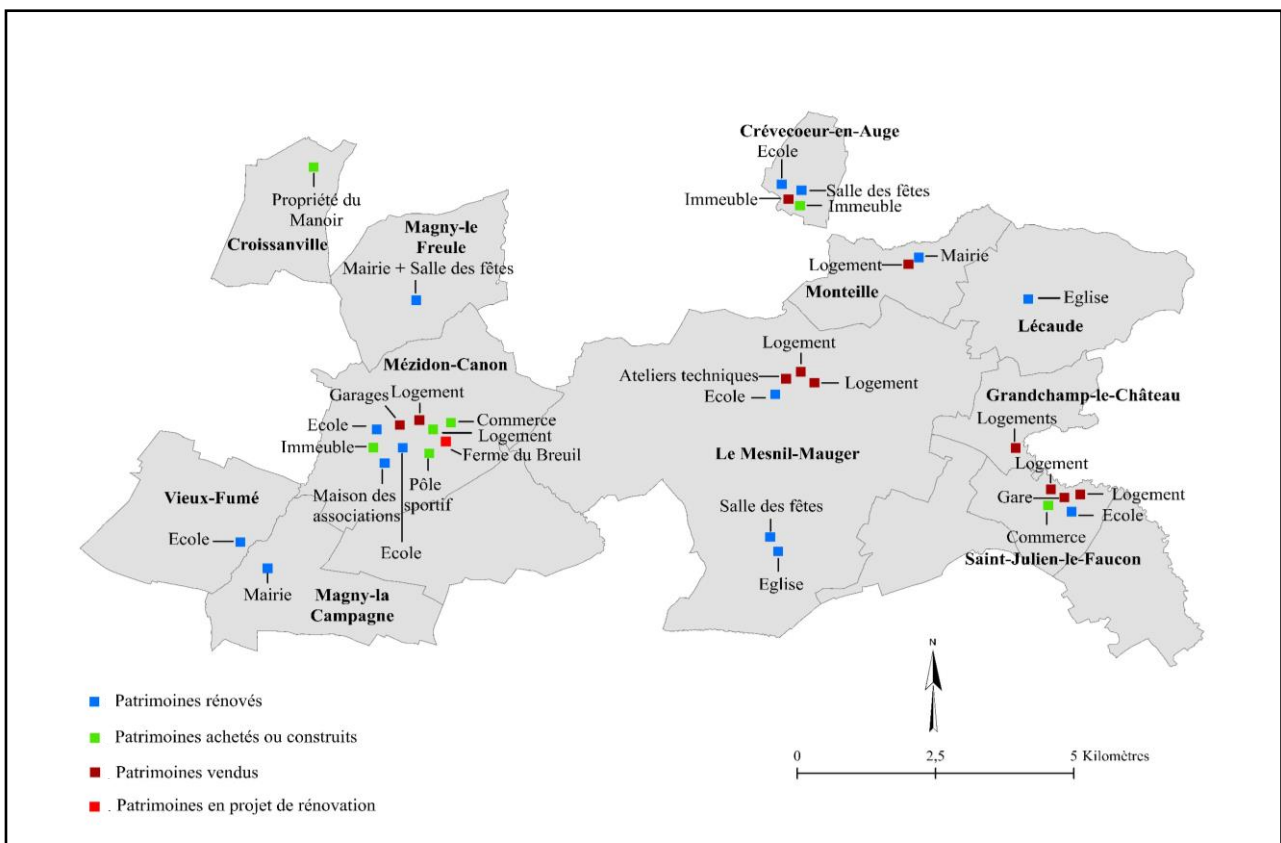 Crévecoeur-en-Auge
Ecole
Salle des fêtes
Immeuble
Immeuble
Propriété du
Manoir
Croissanville
Magny-le
Freule
Mairie + Salle des fêtes
Logement
Mairie
Monteille
Eglise
Lécaude
Mézidon-Canon
Garages
Logement
Ecole
Commerce
Logement
Immeuble
Ferme du Breuil
Maison des
associations
Pôle
sportif
Ecole
Logement
Ateliers techniques
Logement
Ecole
Le Mesnil-Mauger
Salle des fêtes
Eglise
Grandchamp-le-Château
Logements
Logement
Gare
Logement
Ecole
Commerce
Saint-Julien-le-Faucon
Vieux-Fumé
Ecole
Mairie
Magny-la
Campagne
N
Patrimoines rénovés
Patrimoines achetés ou construits
. Patrimoines vendus
. Patrimoines en projet de rénovation
0 2,5 5 Kilomètres